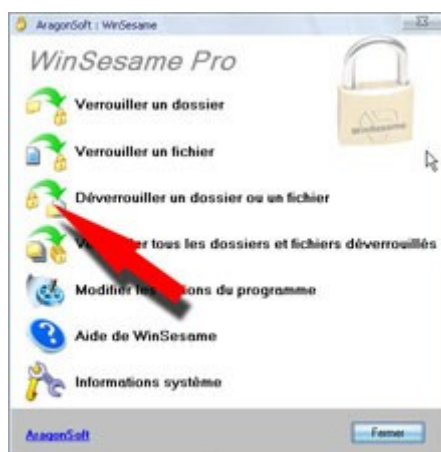 AragonSoft : WinSesame
WinSesame Pro
WinSesame
Verrouiller un dossier
Verrouiller un fichier
Déverrouiller un dossier ou un fichier
tous les dossiers et fichiers déverrouillés
Modifier du programme
Aide de WinSesame
Informations système
AragonSoft
Fermer